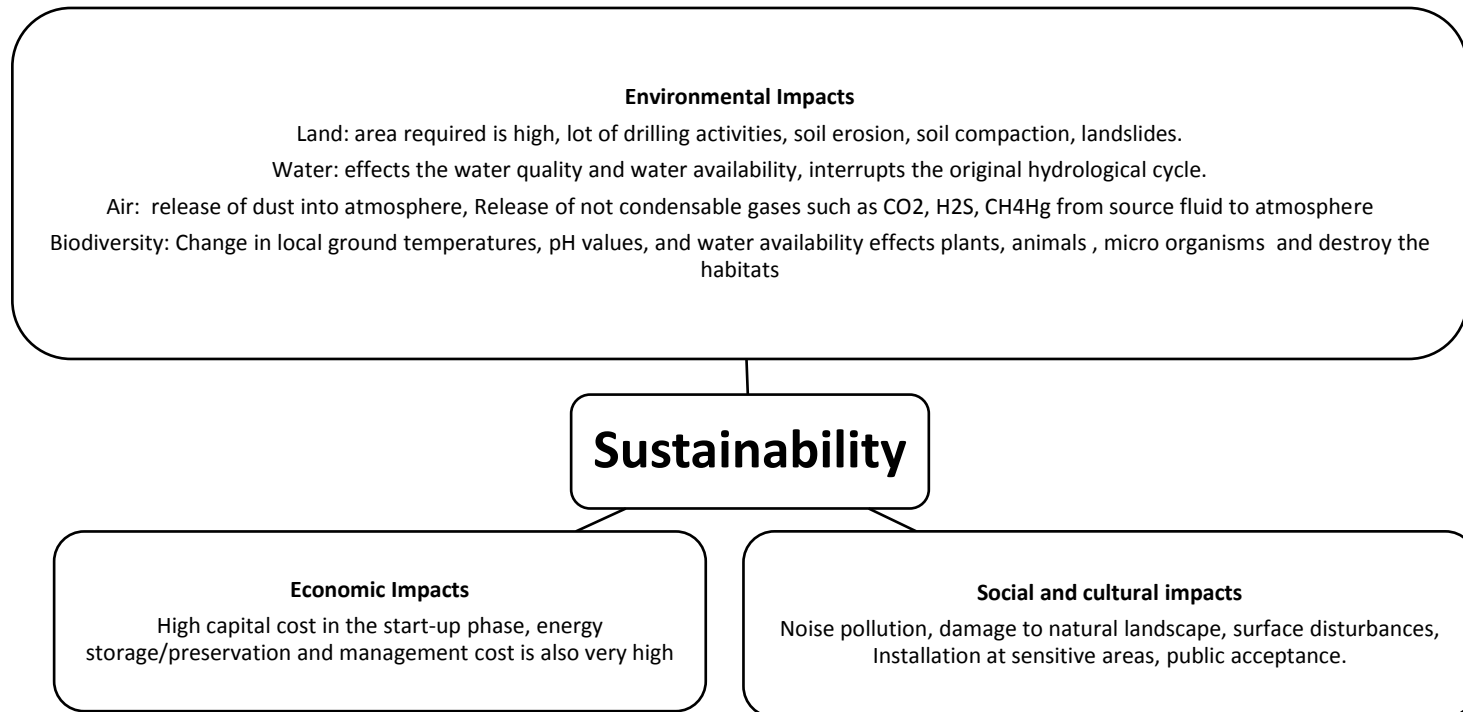 Environmental Impacts
Land: area required is high, lot of drilling activities, soil erosion, soil compaction, landslides.
Water: effects the water quality and water availability, interrupts the original hydrological cycle.
Air:  release of dust into atmosphere, Release of not condensable gases such as CO2, H2S, CH4Hg from source fluid to atmosphere
Biodiversity: Change in local ground temperatures, pH values, and water availability effects plants, animals , micro organisms  and destroy the
habitats
Sustainability
Economic Impacts
High capital cost in the start-up phase, energy
storage/preservation and management cost is also very high
Social and cultural impacts
Noise pollution, damage to natural landscape, surface disturbances,
Installation at sensitive areas, public acceptance.